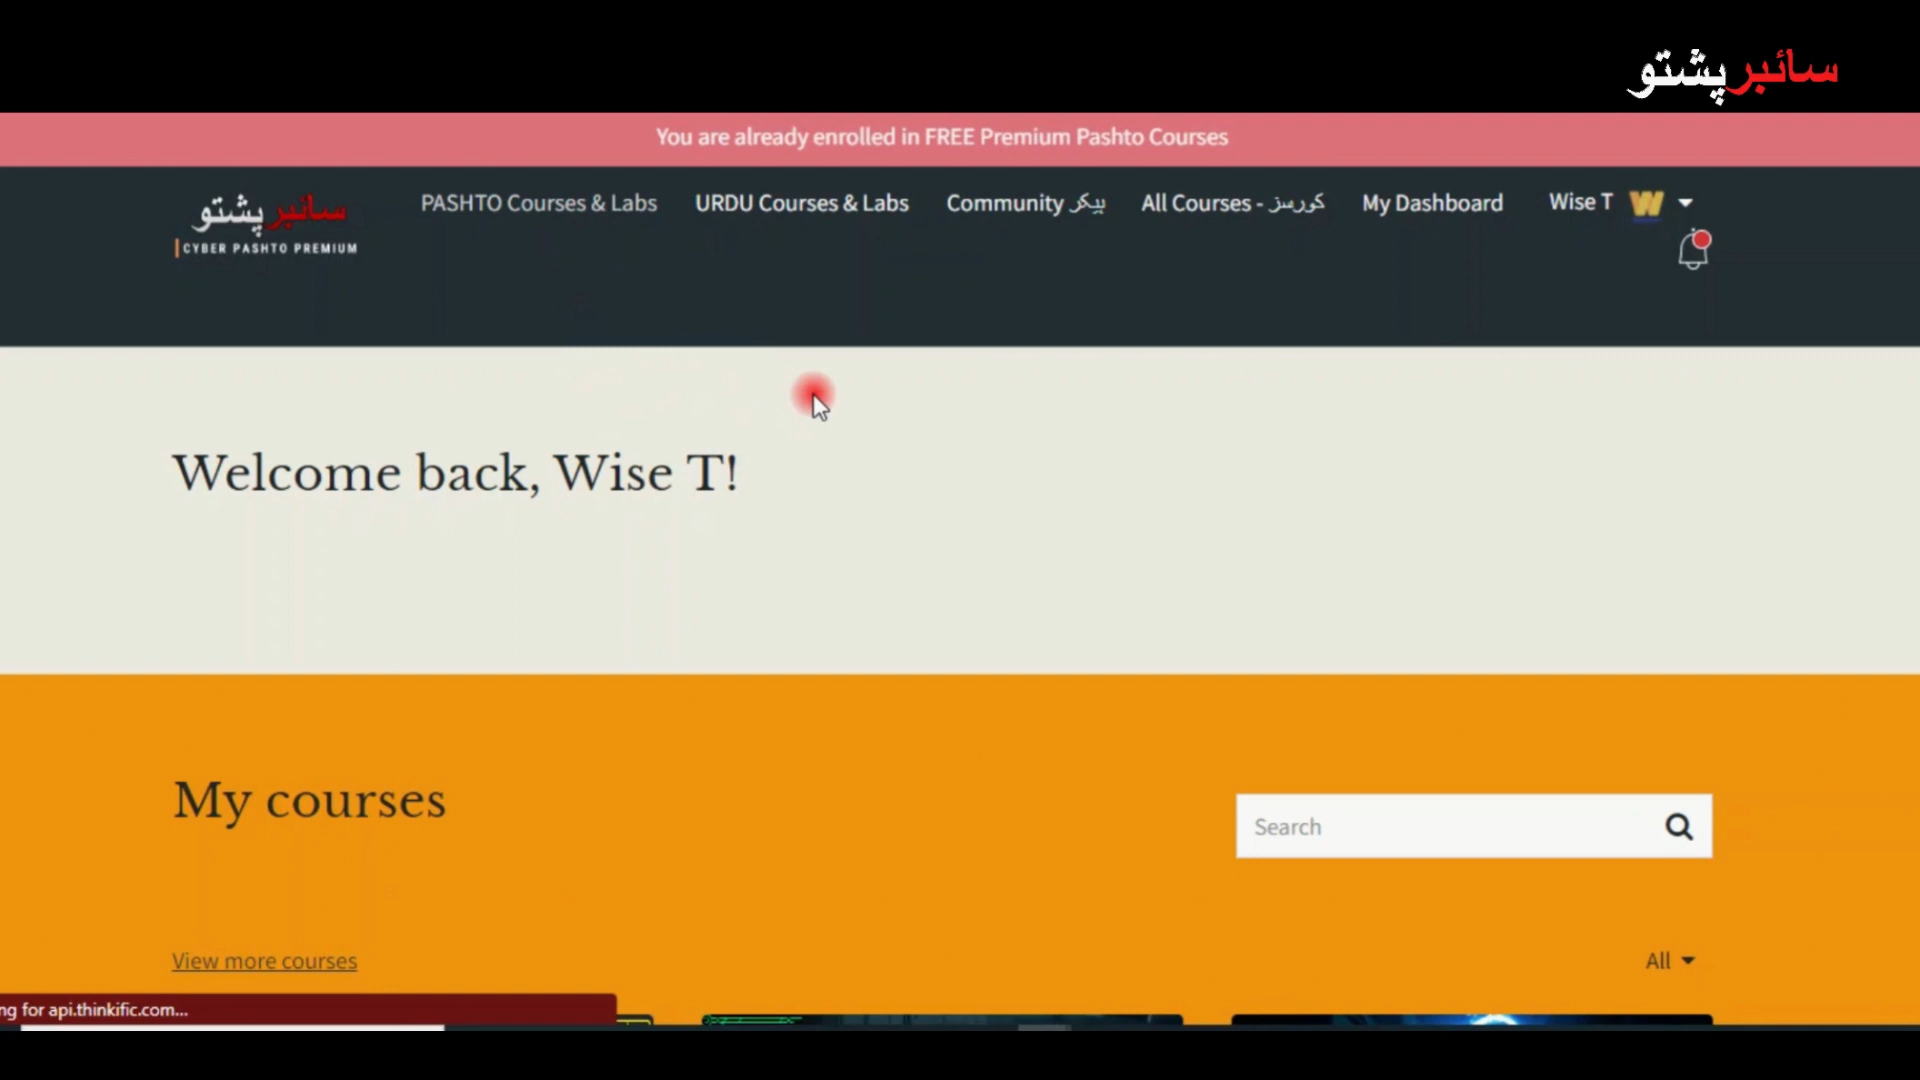 سائبر پشتو
You are already enrolled in FREE Premium Pashto Courses
سائبر پشتو
CYBER PASHTO PREMIUM
PASHTO Courses & Labs
URDU Courses & Labs
Community بيکر
All Courses - کورسز
My Dashboard
Wise T
Welcome back, Wise T!
My courses
Search
View more courses
All
ng for api.thinkific.com...